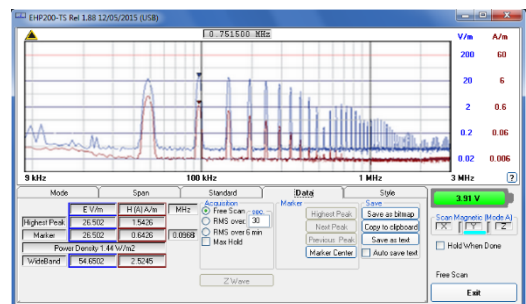 EHP200-TS Rel 1.88 12/05/2015 (USB)
0.751500 MHz
V/m A/m
200 60
20 6
2 0.6
0.2 0.06
0.02 0.006
9 kHz 100 kHz 1 MHz 3 MHz ?
Mode Span Standard Data Style
E V/m H (A) A/m MHz
Highest Peak 26.502 1.5426
Marker 26.502 0.6426 0.0968
Power Density 1.44 W/m2
WideBand 54.6502 2.5245
Acquisition
Free Scan sec.
RMS over 30
RMS over 6 min
Max Hold
Z Wave
Marker
Highest Peak
Next Peak
Previous Peak
Marker Center
Save
Save as bitmap
Copy to clipboard
Save as text
Auto save text
3.91 V
Scan Magnetic (Mode A)
X Y Z
Hold When Done
Free Scan
Exit